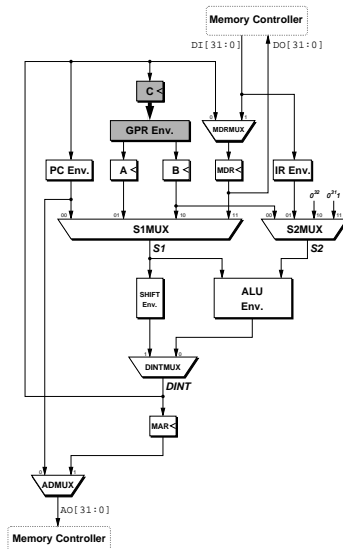 Memory Controller
DI[31:0]
DO[31:0]
C <
GPR Env.
0 MDRMUX 1
PC Env.
A <
B <
MDR <
IR Env.
0³² 0³¹1
00 01 10 11
S1MUX
00 01 10 11
S2MUX
S1
S2
SHIFT
Env.
ALU
Env.
1 0
DINTMUX
DINT
MAR <
0 1
ADMUX
AO[31:0]
Memory Controller